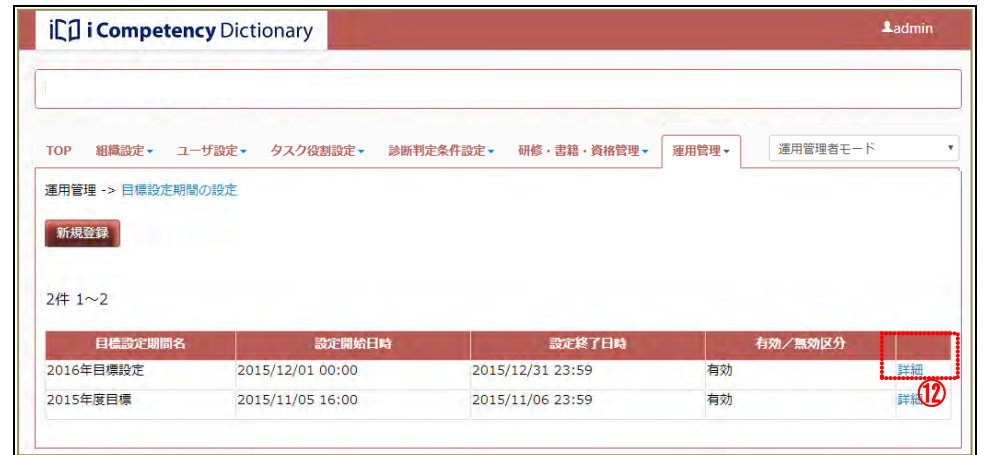 iCD i Competency Dictionary admin
TOP 組織設定 ユーザ設定 タスク役割設定 診断判定条件設定 研修・書籍・資格管理 運用管理 運用管理者モード
運用管理 -> 目標設定期間の設定
新規登録
2件 1～2
目標設定期間名 設定開始日時 設定終了日時 有効／無効区分
2016年目標設定 2015/12/01 00:00 2015/12/31 23:59 有効 詳細
2015年度目標 2015/11/05 16:00 2015/11/06 23:59 有効 詳細
⑫